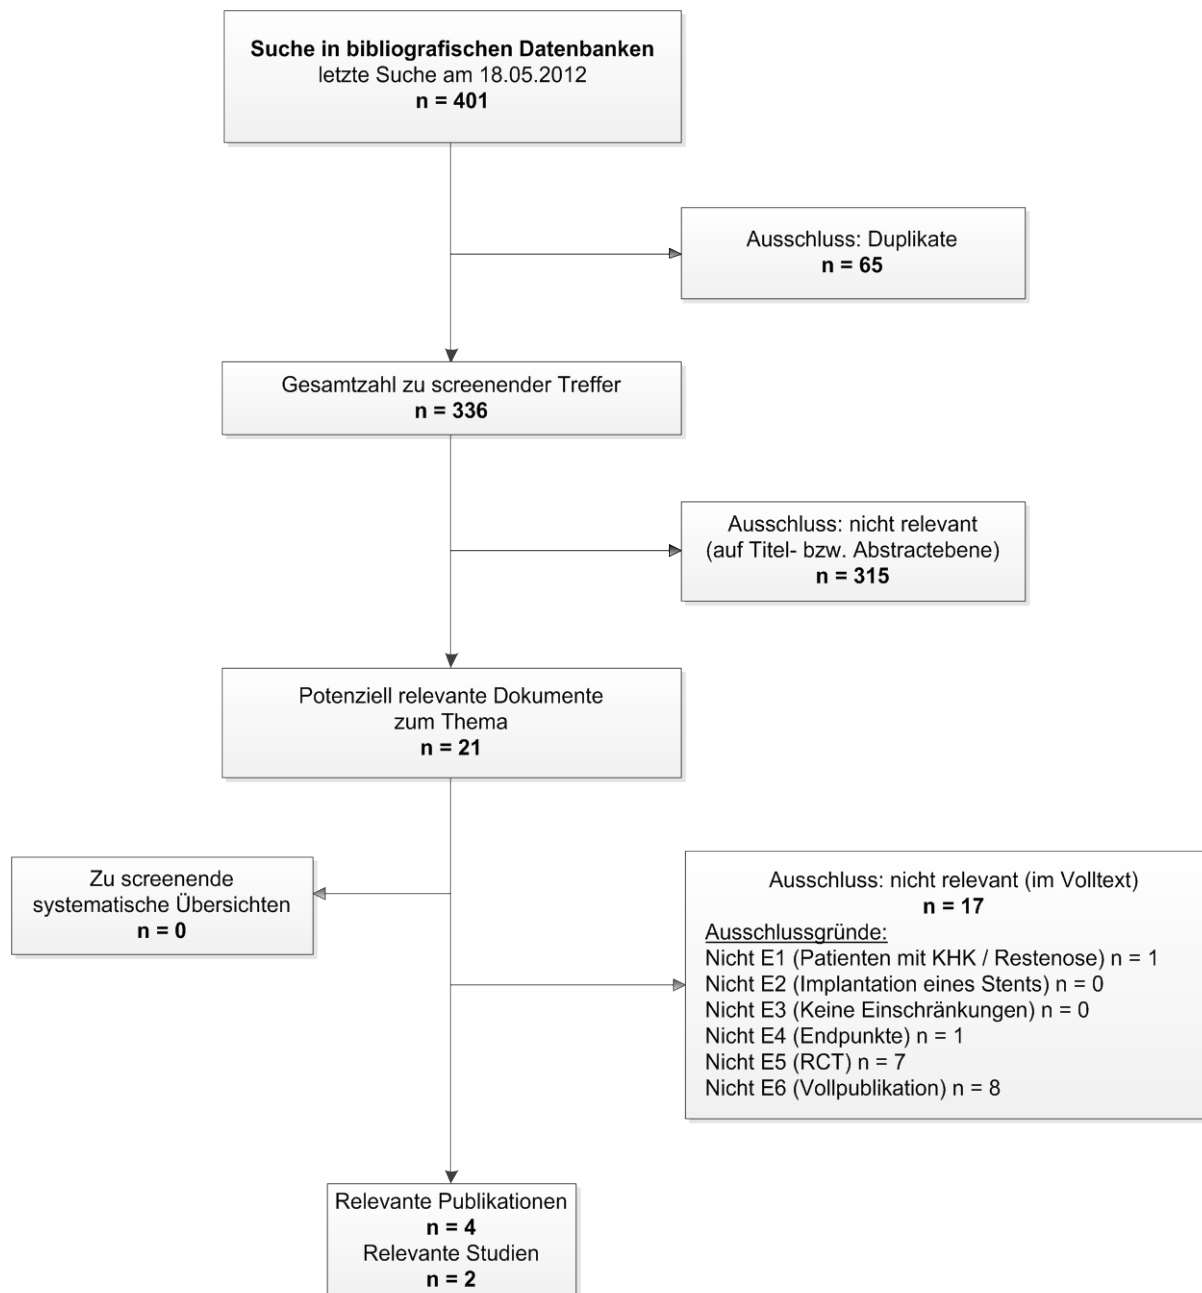 Suche in bibliografischen Datenbanken
letzte Suche am 18.05.2012
n = 401
Ausschluss: Duplikate
n = 65
Gesamtzahl zu screenender Treffer
n = 336
Ausschluss: nicht relevant
(auf Titel- bzw. Abstractebene)
n = 315
Potenziell relevante Dokumente
zum Thema
n = 21
Zu screenende
systematische Übersichten
n = 0
Ausschluss: nicht relevant (im Volltext)
n = 17
Ausschlussgründe:
Nicht E1 (Patienten mit KHK / Restenose) n = 1
Nicht E2 (Implantation eines Stents) n = 0
Nicht E3 (Keine Einschränkungen) n = 0
Nicht E4 (Endpunkte) n = 1
Nicht E5 (RCT) n = 7
Nicht E6 (Vollpublikation) n = 8
Relevante Publikationen
n = 4
Relevante Studien
n = 2